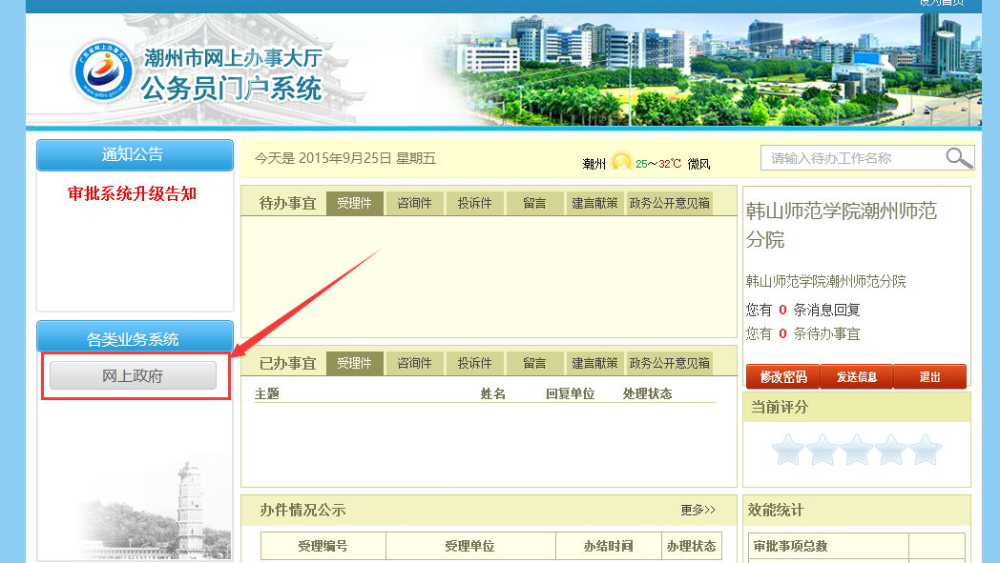 设为首页
潮州市网上办事大厅
公务员门户系统
通知公告
审批系统升级告知
各类业务系统
网上政府
今天是 2015年9月25日 星期五
潮州 25～32℃ 微风
请输入待办工作名称
待办事宜 受理件 咨询件 投诉件 留言 建言献策 政务公开意见箱
已办事宜 受理件 咨询件 投诉件 留言 建言献策 政务公开意见箱
主题 姓名 回复单位 处理状态
办件情况公示 更多>>
受理编号 受理单位 办结时间 办理状态
韩山师范学院潮州师范
分院
韩山师范学院潮州师范分院
您有 0 条消息回复
您有 0 条待办事宜
修改密码 发送信息 退出
当前评分
效能统计
审批事项总数